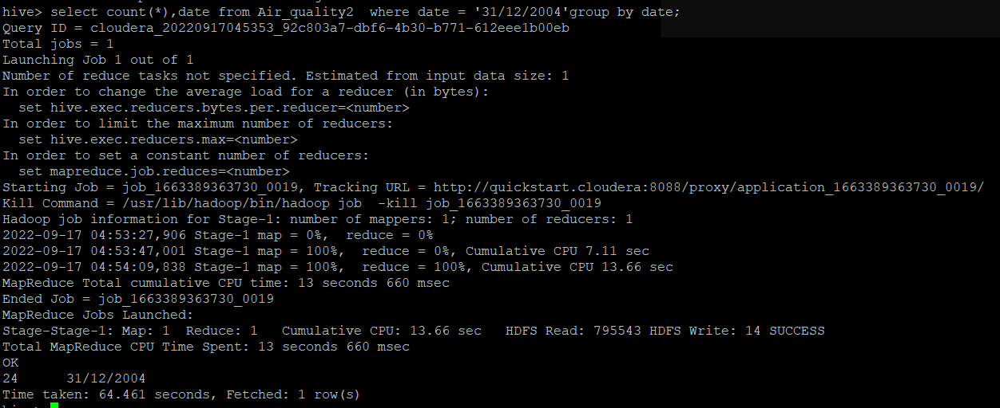 hive> select count(*),date from Air_quality2  where date = '31/12/2004'group by date;
Query ID = cloudera_20220917045353_92c803a7-dbf6-4b30-b771-612eee1b00eb
Total jobs = 1
Launching Job 1 out of 1
Number of reduce tasks not specified. Estimated from input data size: 1
In order to change the average load for a reducer (in bytes):
  set hive.exec.reducers.bytes.per.reducer=<number>
In order to limit the maximum number of reducers:
  set hive.exec.reducers.max=<number>
In order to set a constant number of reducers:
  set mapreduce.job.reduces=<number>
Starting Job = job_1663389363730_0019, Tracking URL = http://quickstart.cloudera:8088/proxy/application_1663389363730_0019/
Kill Command = /usr/lib/hadoop/bin/hadoop job  -kill job_1663389363730_0019
Hadoop job information for Stage-1: number of mappers: 1; number of reducers: 1
2022-09-17 04:53:27,906 Stage-1 map = 0%,  reduce = 0%
2022-09-17 04:53:47,001 Stage-1 map = 100%,  reduce = 0%, Cumulative CPU 7.11 sec
2022-09-17 04:54:09,838 Stage-1 map = 100%,  reduce = 100%, Cumulative CPU 13.66 sec
MapReduce Total cumulative CPU time: 13 seconds 660 msec
Ended Job = job_1663389363730_0019
MapReduce Jobs Launched:
Stage-Stage-1: Map: 1  Reduce: 1   Cumulative CPU: 13.66 sec   HDFS Read: 795543 HDFS Write: 14 SUCCESS
Total MapReduce CPU Time Spent: 13 seconds 660 msec
OK
24      31/12/2004
Time taken: 64.461 seconds, Fetched: 1 row(s)